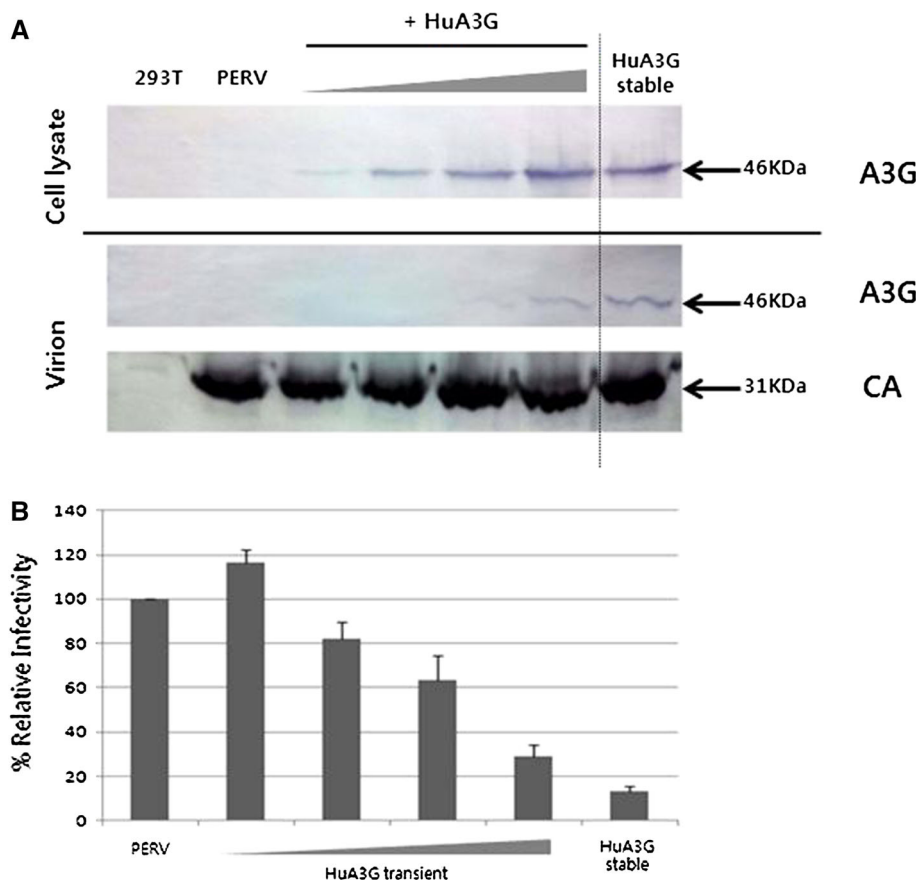 A
+ HuA3G
293T PERV HuA3G stable
Cell lysate
46KDa A3G
Virion
46KDa A3G
31KDa CA
B
% Relative Infectivity
140
120
100
80
60
40
20
0
PERV
HuA3G transient
HuA3G
stable